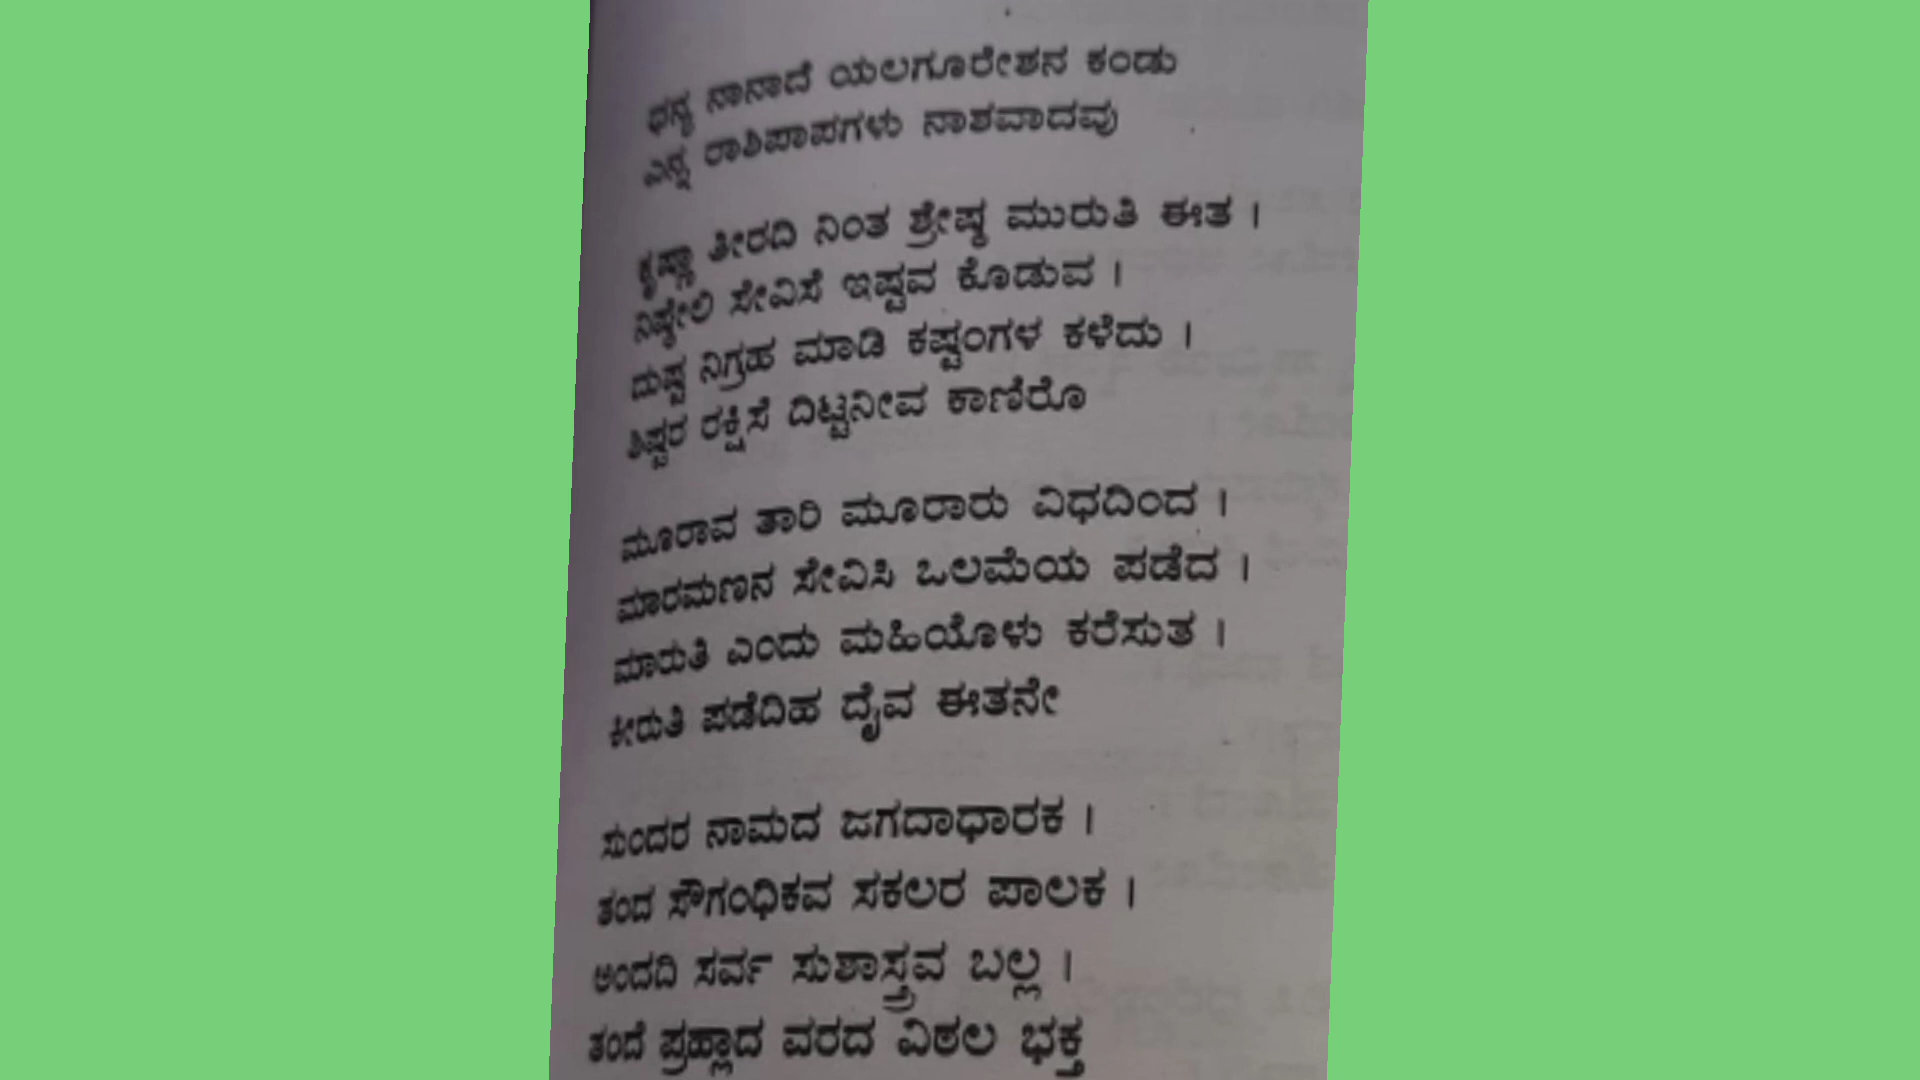 ಧನ್ಯ ನಾನಾದೆ ಯಲಗೂರೇಶನ ಕಂಡು
ಎನ್ನ ರಾಶಿಪಾಪಗಳು ನಾಶವಾದವು
ಕೃಷ್ಣಾ ತೀರದಿ ನಿಂತ ಶ್ರೇಷ್ಠ ಮುರುತಿ ಈತ ।
ನಿಷ್ಠೇಲಿ ಸೇವಿಸೆ ಇಷ್ಟವ ಕೊಡುವ ।
ದುಷ್ಟ ನಿಗ್ರಹ ಮಾಡಿ ಕಷ್ಟಂಗಳ ಕಳೆದು ।
ಶಿಷ್ಟರ ರಕ್ಷಿಸೆ ದಿಟ್ಟನೀವ ಕಾಣಿರೊ
ಮೂರಾವ ತಾರಿ ಮೂರಾರು ವಿಧದಿಂದ ।
ಮಾರಮಣನ ಸೇವಿಸಿ ಒಲಮೆಯ ಪಡೆದ ।
ಮಾರುತಿ ಎಂದು ಮಹಿಯೊಳು ಕರೆಸುತ ।
ಕೀರುತಿ ಪಡೆದಿಹ ದೈವ ಈತನೇ
ಸುಂದರ ನಾಮದ ಜಗದಾಧಾರಕ ।
ತಂದ ಸೌಗಂಧಿಕವ ಸಕಲರ ಪಾಲಕ ।
ಅಂದದಿ ಸರ್ವ ಸುಶಾಸ್ತ್ರವ ಬಲ್ಲ ।
ತಂದೆ ಪ್ರಹ್ಲಾದ ವರದ ವಿಠಲ ಭಕ್ತ